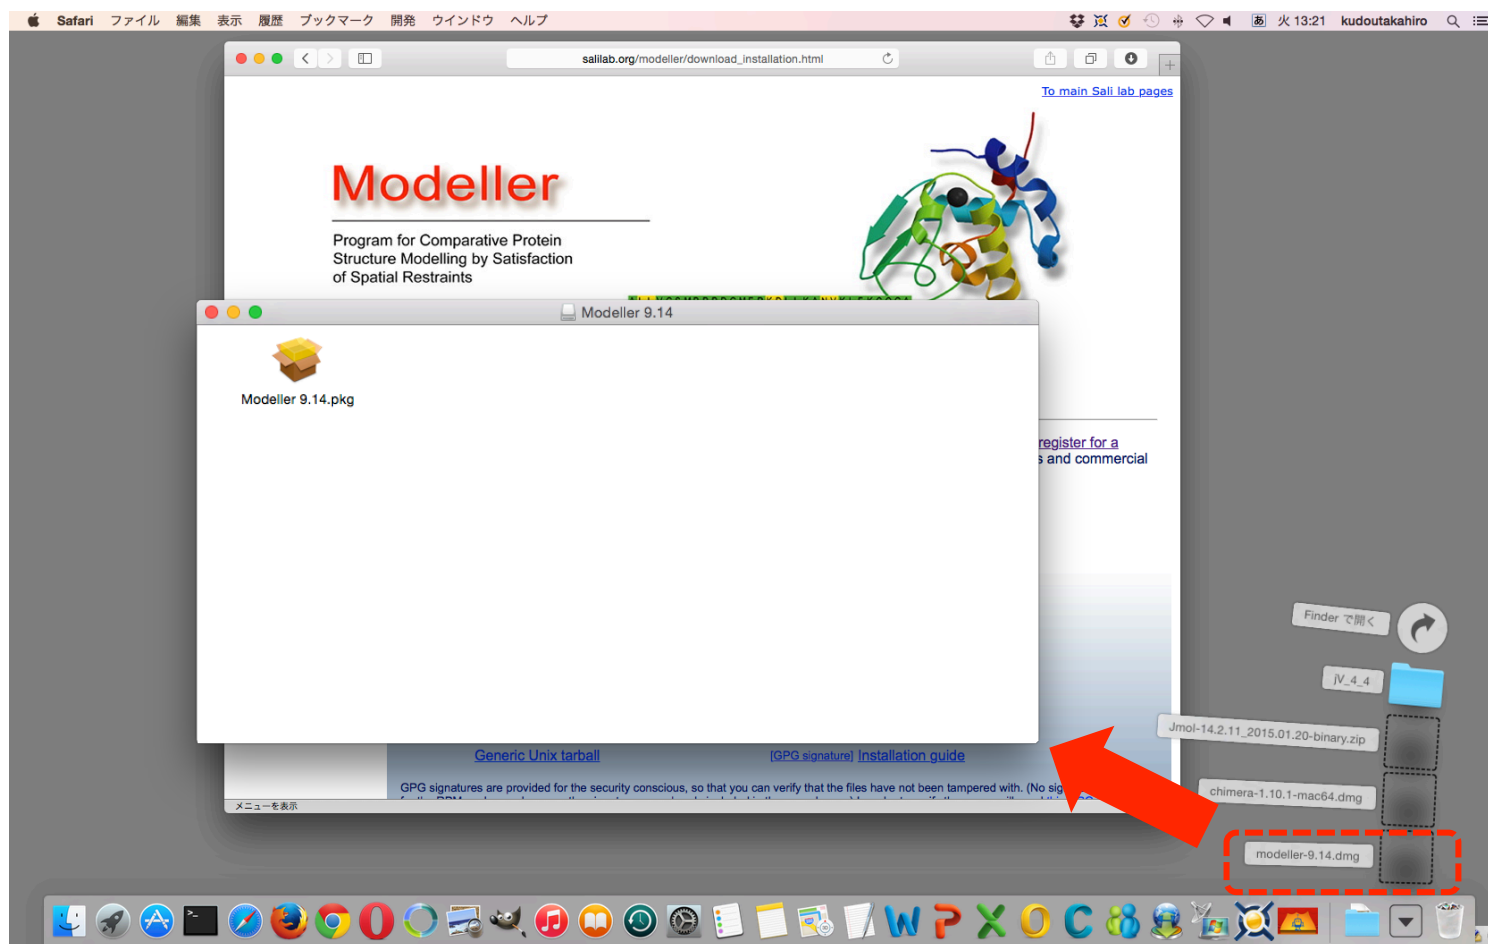 Safari ファイル 編集 表示 履歴 ブックマーク 開発 ウインドウ ヘルプ
あ 火 13:21 kudoutakahiro
salilab.org/modeller/download_installation.html
To main Sali lab pages
Modeller
Program for Comparative Protein
Structure Modelling by Satisfaction
of Spatial Restraints
Modeller 9.14
Modeller 9.14.pkg
register for a
s and commercial
Finder で開く
jV_4_4
Jmol-14.2.11_2015.01.20-binary.zip
chimera-1.10.1-mac64.dmg
modeller-9.14.dmg
Generic Unix tarball
[GPG signature] Installation guide
GPG signatures are provided for the security conscious, so that you can verify that the files have not been tampered with. (No sig
メニューを表示